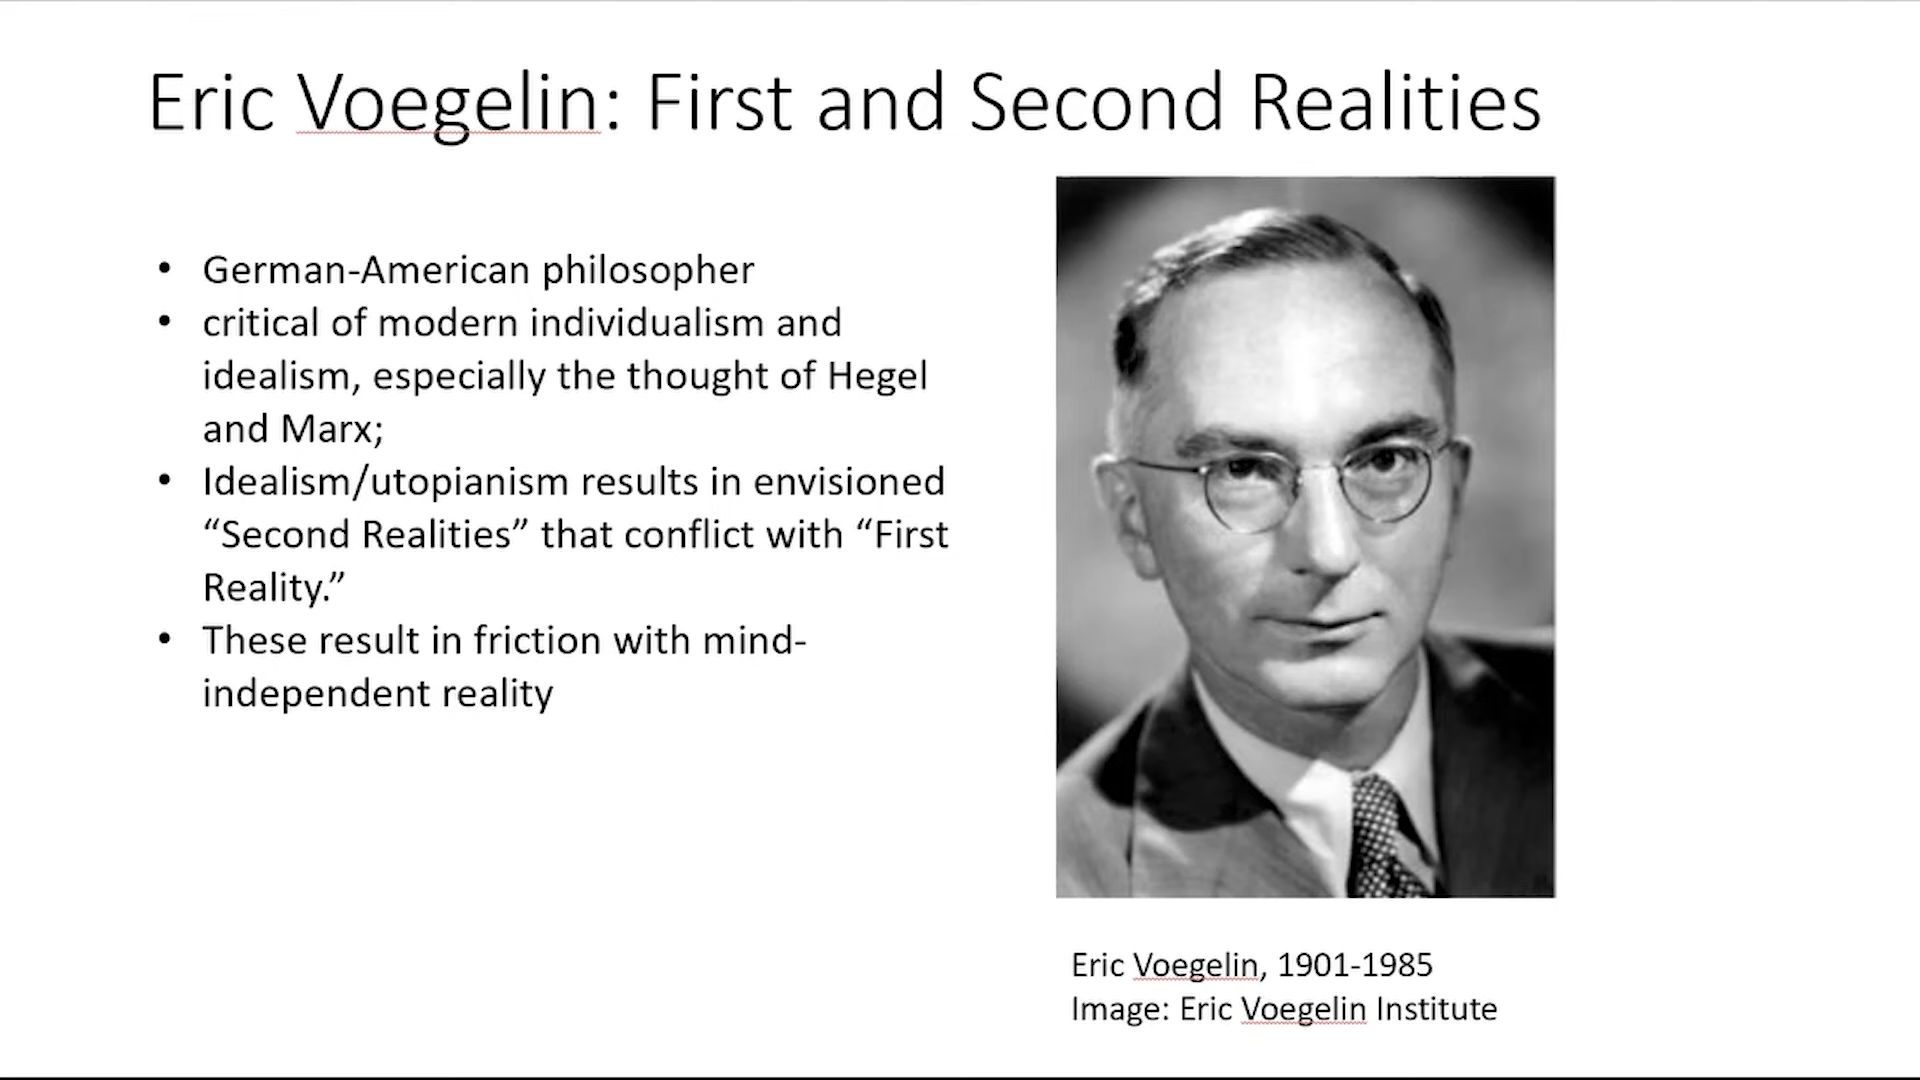 Eric Voegelin: First and Second Realities
• German-American philosopher
• critical of modern individualism and
idealism, especially the thought of Hegel
and Marx;
• Idealism/utopianism results in envisioned
“Second Realities” that conflict with “First
Reality.”
• These result in friction with mind-
independent reality
Eric Voegelin, 1901-1985
Image: Eric Voegelin Institute